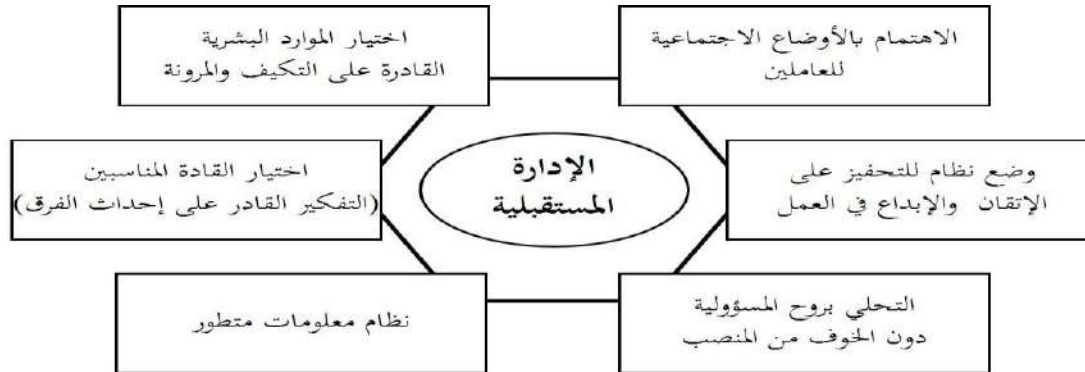 الاهتمام بالأوضاع الاجتماعية
للعاملين
اختيار الموارد البشرية
القادرة على التكيف والمرونة
وضع نظام للتحفيز على
الإتقان والإبداع في العمل
الإدارة
المستقبلية
اختيار القادة المناسبين
(التفكير القادر على إحداث الفرق)
التحلي بروح المسؤولية
دون الخوف من المنصب
نظام معلومات متطور